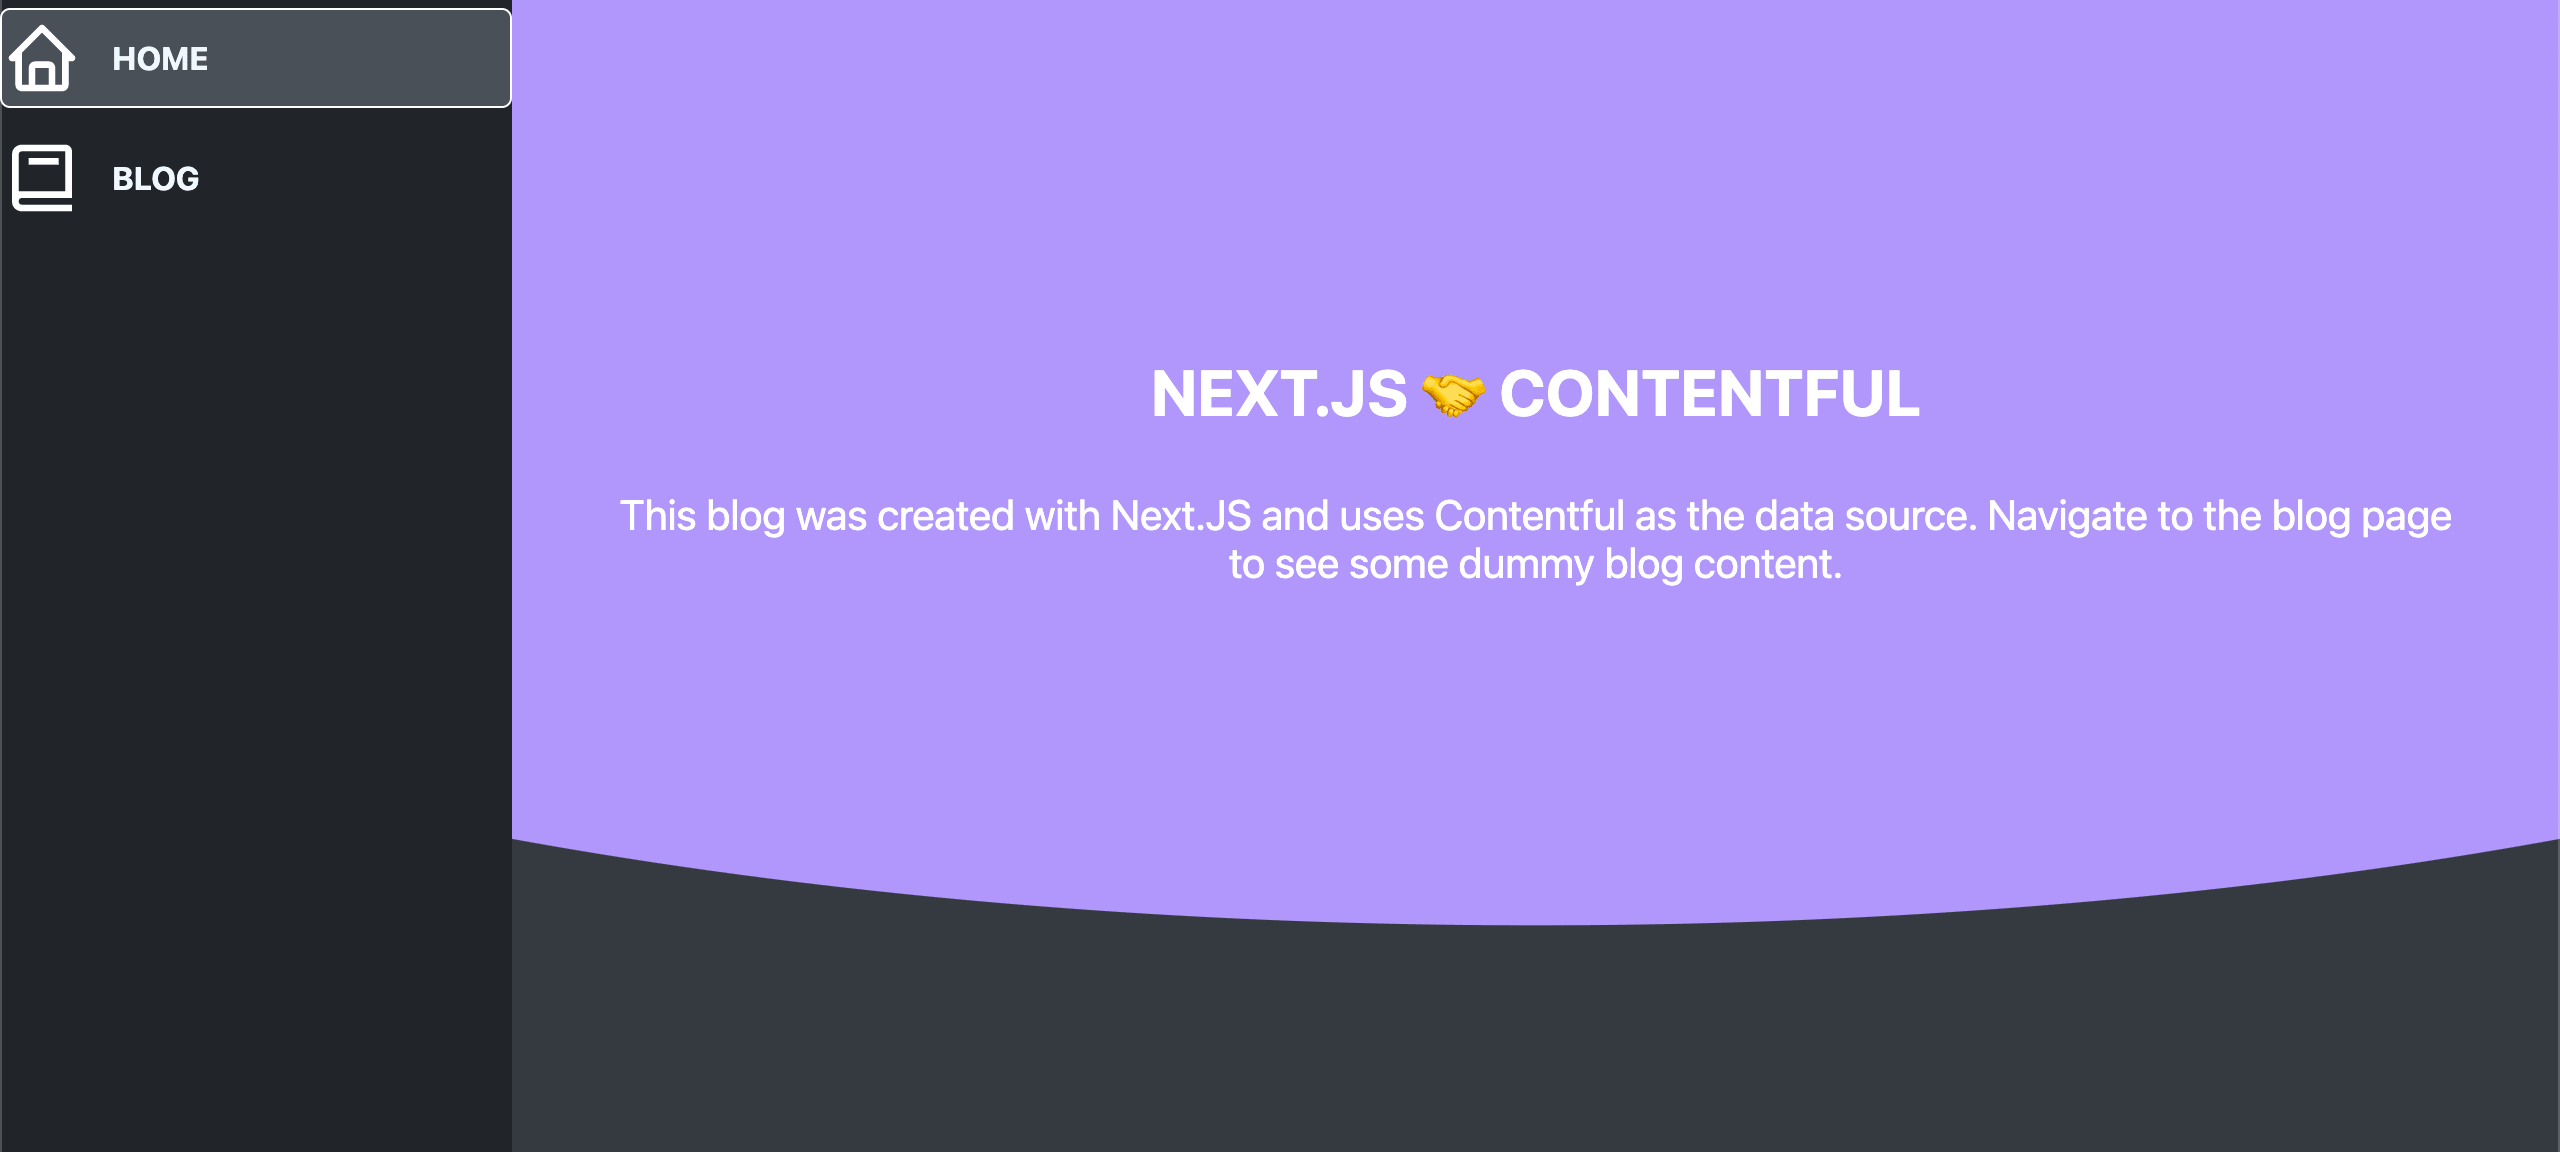 HOME
BLOG
NEXT.JS 🤝 CONTENTFUL
This blog was created with Next.JS and uses Contentful as the data source. Navigate to the blog page
to see some dummy blog content.